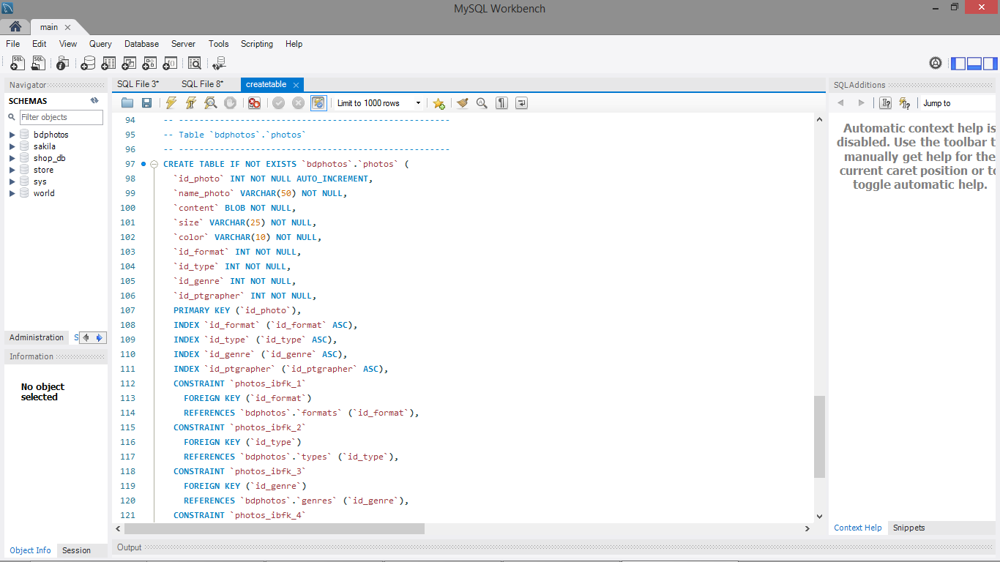 MySQL Workbench
main
File Edit View Query Database Server Tools Scripting Help
Navigator
SCHEMAS
Filter objects
bdphotos
sakila
shop_db
store
sys
world
Administration S
Information
No object
selected
Object Info Session
SQL File 3* SQL File 8* createtable
Limit to 1000 rows
94 -- -----------------------------------------------------
95 -- Table `bdphotos`.`photos`
96 -- -----------------------------------------------------
97 CREATE TABLE IF NOT EXISTS `bdphotos`.`photos` (
98 `id_photo` INT NOT NULL AUTO_INCREMENT,
99 `name_photo` VARCHAR(50) NOT NULL,
100 `content` BLOB NOT NULL,
101 `size` VARCHAR(25) NOT NULL,
102 `color` VARCHAR(10) NOT NULL,
103 `id_format` INT NOT NULL,
104 `id_type` INT NOT NULL,
105 `id_genre` INT NOT NULL,
106 `id_ptgrapher` INT NOT NULL,
107 PRIMARY KEY (`id_photo`),
108 INDEX `id_format` (`id_format` ASC),
109 INDEX `id_type` (`id_type` ASC),
110 INDEX `id_genre` (`id_genre` ASC),
111 INDEX `id_ptgrapher` (`id_ptgrapher` ASC),
112 CONSTRAINT `photos_ibfk_1`
113 FOREIGN KEY (`id_format`)
114 REFERENCES `bdphotos`.`formats` (`id_format`),
115 CONSTRAINT `photos_ibfk_2`
116 FOREIGN KEY (`id_type`)
117 REFERENCES `bdphotos`.`types` (`id_type`),
118 CONSTRAINT `photos_ibfk_3`
119 FOREIGN KEY (`id_genre`)
120 REFERENCES `bdphotos`.`genres` (`id_genre`),
121 CONSTRAINT `photos_ibfk_4`
Output
SQLAdditions
Jump to
Automatic context help is
disabled. Use the toolbar t
manually get help for the
current caret position or to
toggle automatic help.
Context Help Snippets